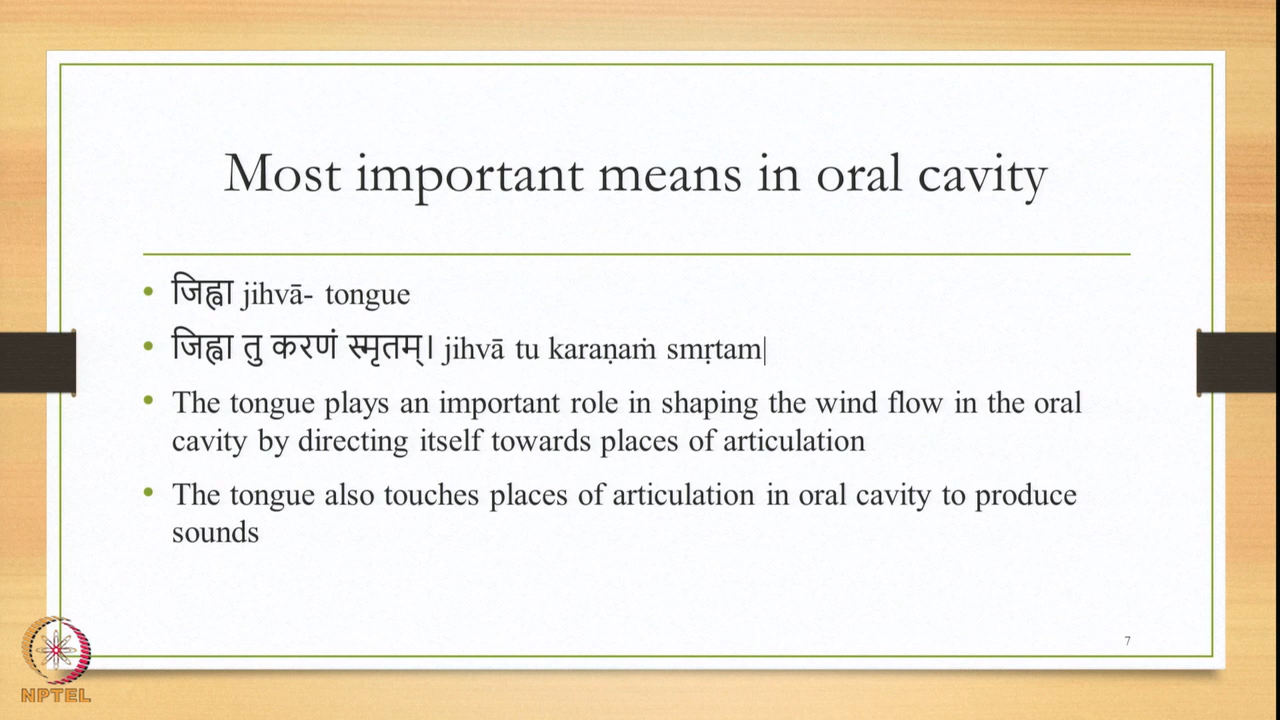 Most important means in oral cavity
• जिह्वा jihvā- tongue
• जिह्वा तु करणं स्मृतम्। jihvā tu karaṇaṁ smṛtam|
• The tongue plays an important role in shaping the wind flow in the oral
cavity by directing itself towards places of articulation
• The tongue also touches places of articulation in oral cavity to produce
sounds
7
NPTEL